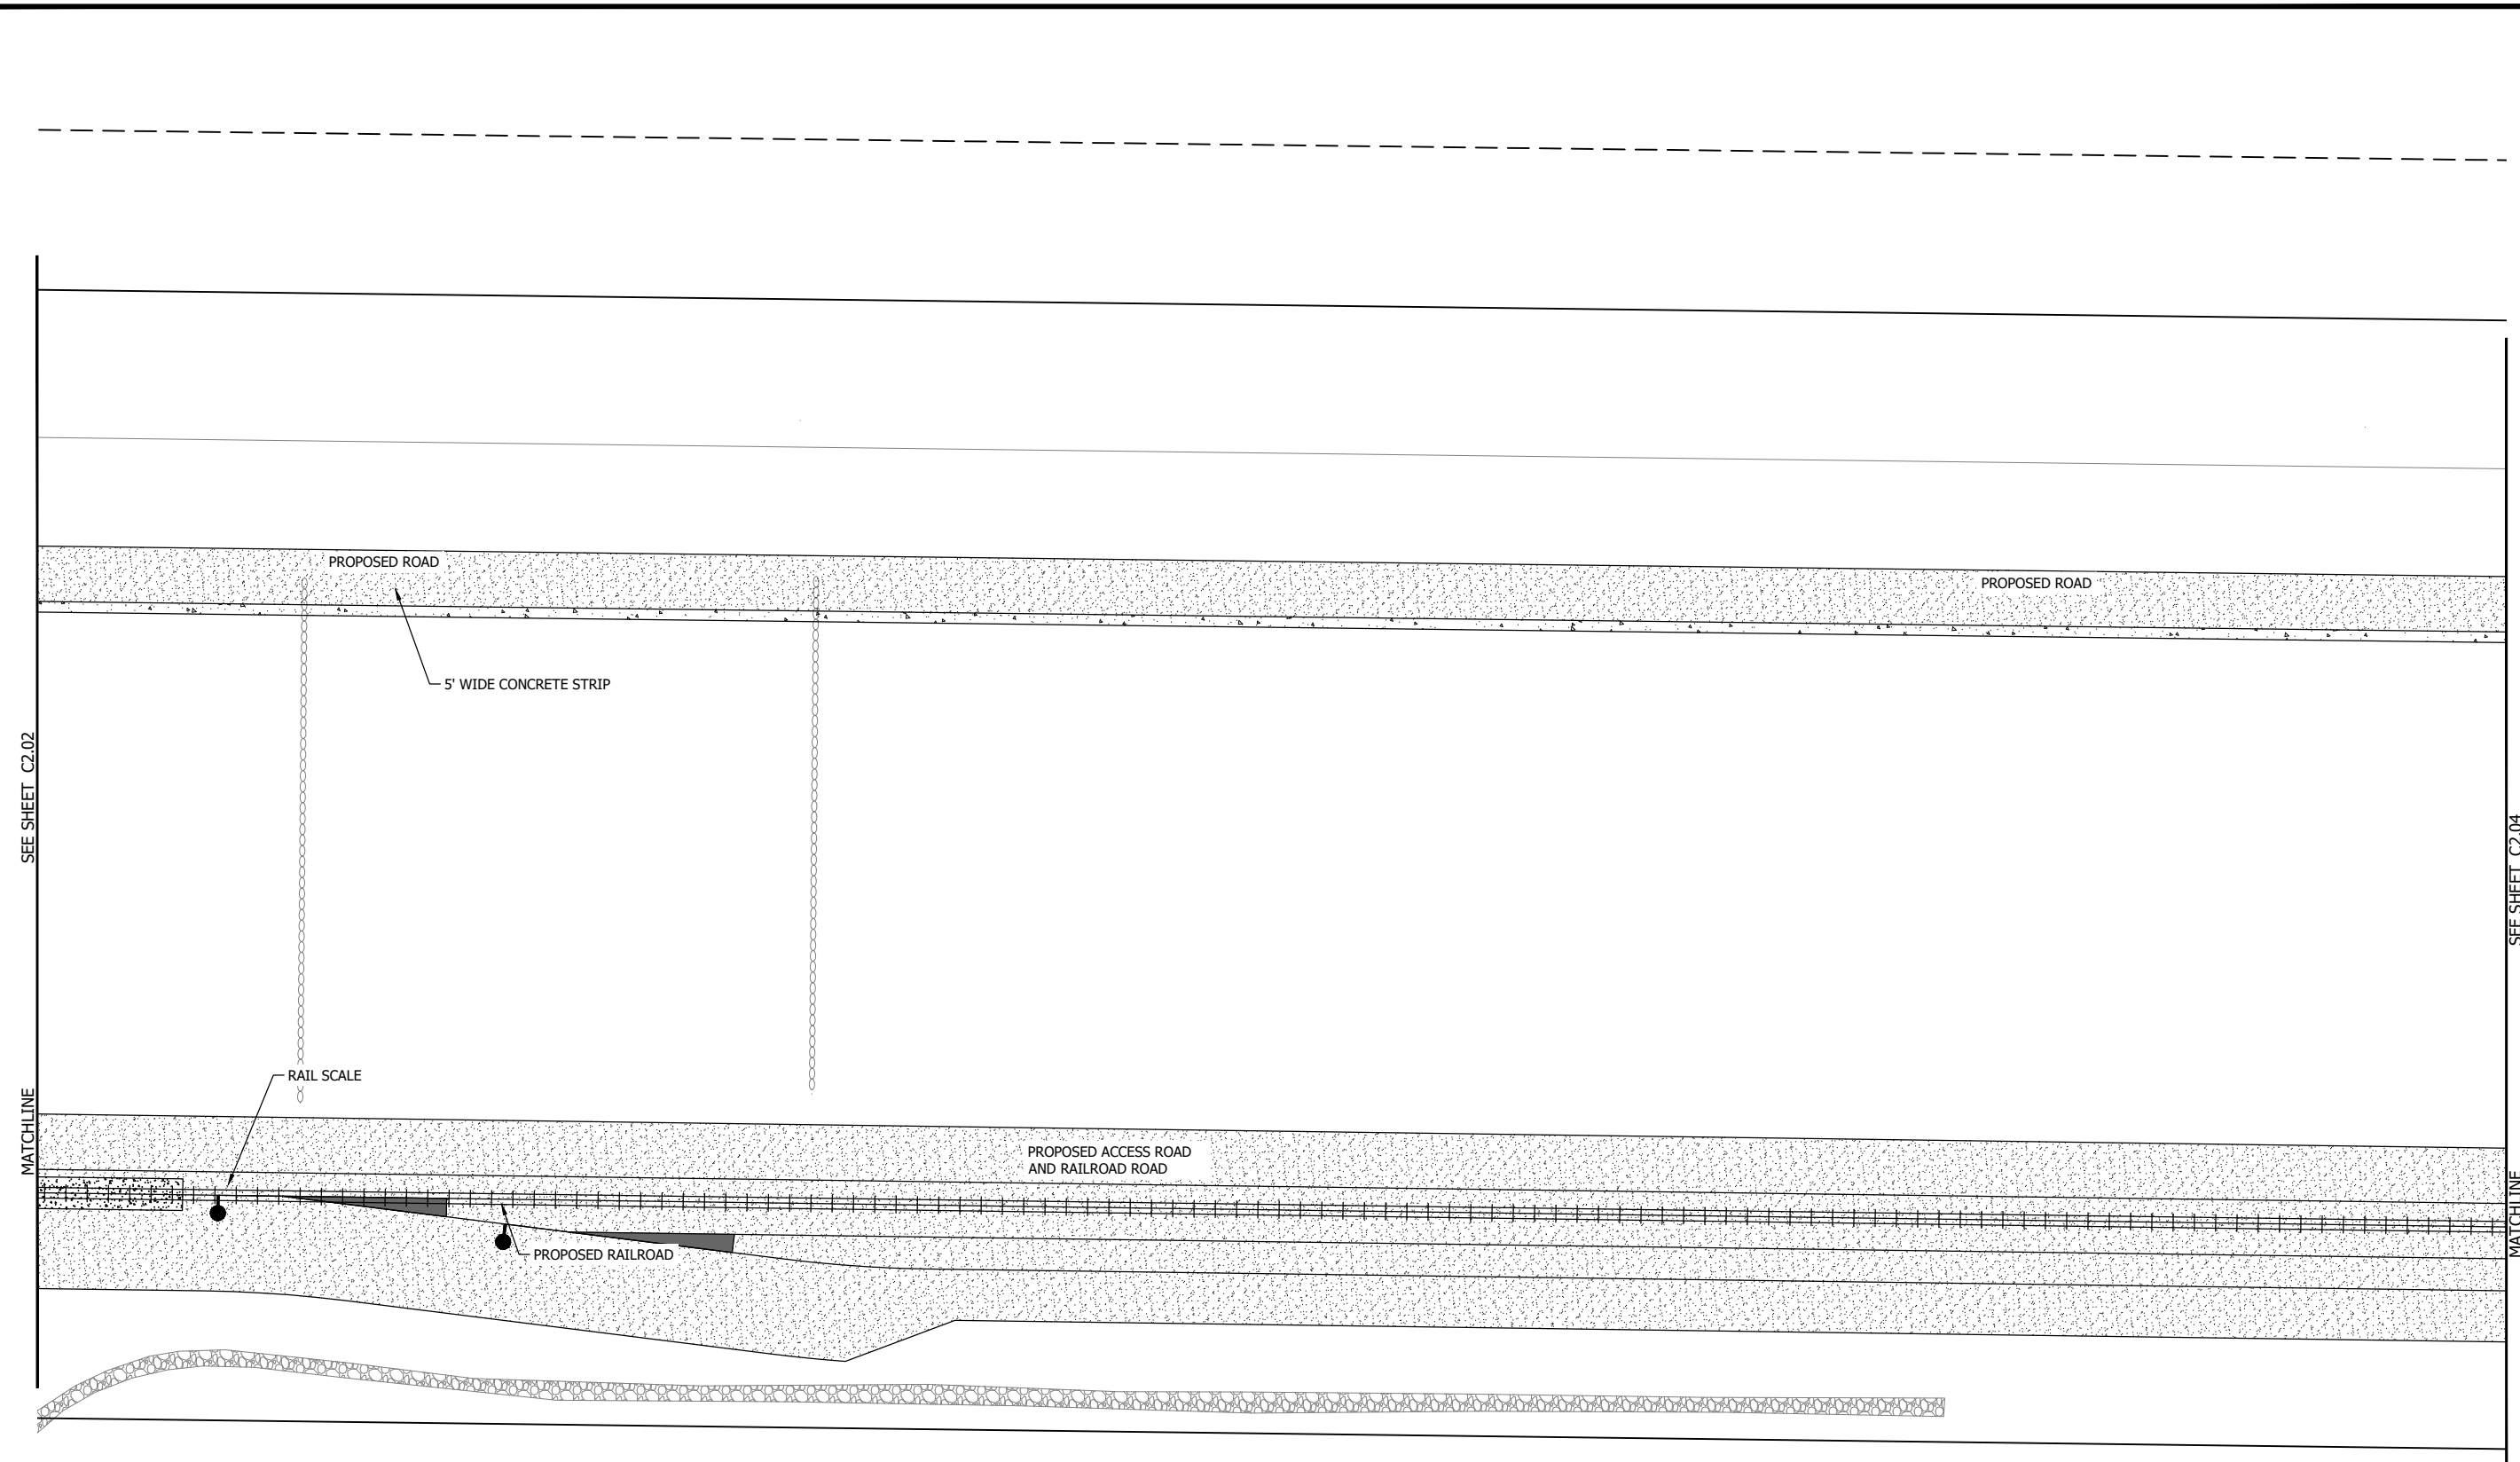 PROPOSED ROAD
PROPOSED ROAD
5' WIDE CONCRETE STRIP
SEE SHEET C2.02
SEE SHEET C2.04
RAIL SCALE
MATCHLINE
PROPOSED ACCESS ROAD
AND RAILROAD ROAD
MATCHLINE
PROPOSED RAILROAD